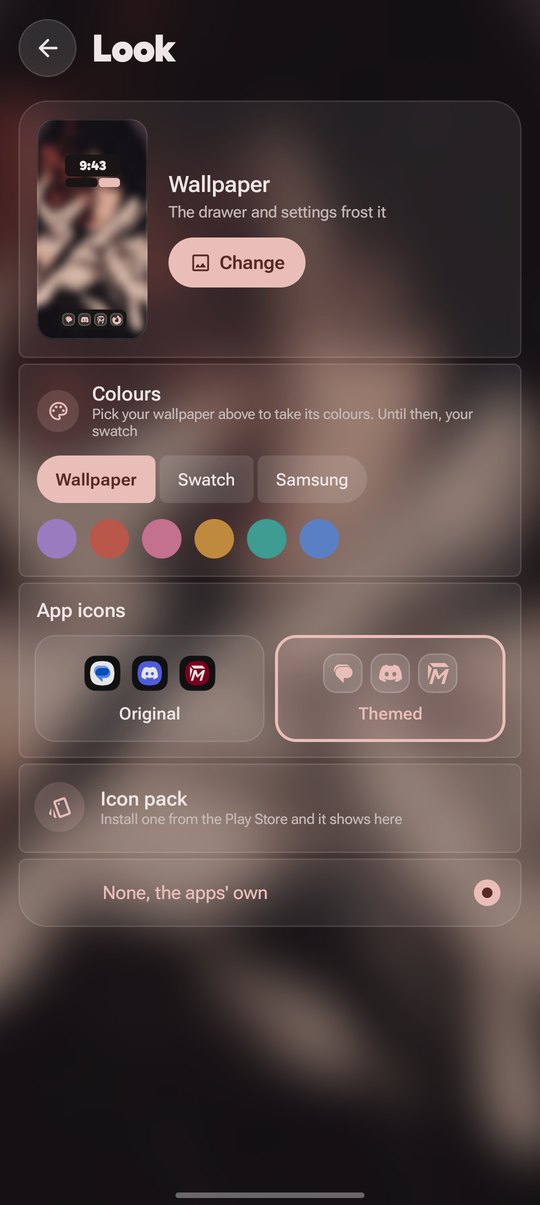 Look
9:43
Wallpaper
The drawer and settings frost it
Change
Colours
Pick your wallpaper above to take its colours. Until then, your
swatch
Wallpaper
Swatch
Samsung
App icons
Original
Themed
Icon pack
Install one from the Play Store and it shows here
None, the apps' own